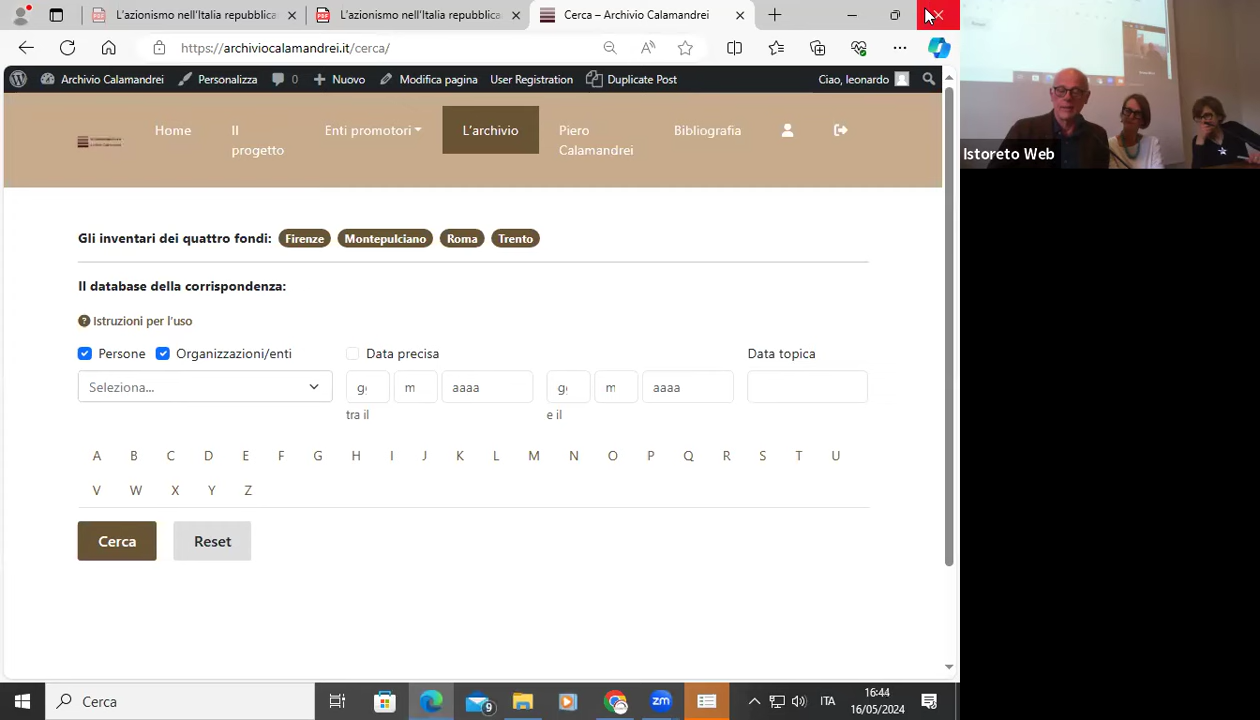 L'azionismo nell'Italia repubblica
L'azionismo nell'Italia repubblica
Cerca – Archivio Calamandrei
https://archiviocalamandrei.it/cerca/
Archivio Calamandrei
Personalizza
0
Nuovo
Modifica pagina
User Registration
Duplicate Post
Ciao, leonardo
Home
Il progetto
Enti promotori
L'archivio
Piero Calamandrei
Bibliografia
Gli inventari dei quattro fondi: Firenze Montepulciano Roma Trento
Il database della corrispondenza:
Istruzioni per l'uso
Persone Organizzazioni/enti Data precisa Data topica
Seleziona... g m aaaa g m aaaa
tra il e il
A B C D E F G H I J K L M N O P Q R S T U
V W X Y Z
Cerca Reset
Istoreto Web
Cerca
9
zm
ITA
16:44
16/05/2024